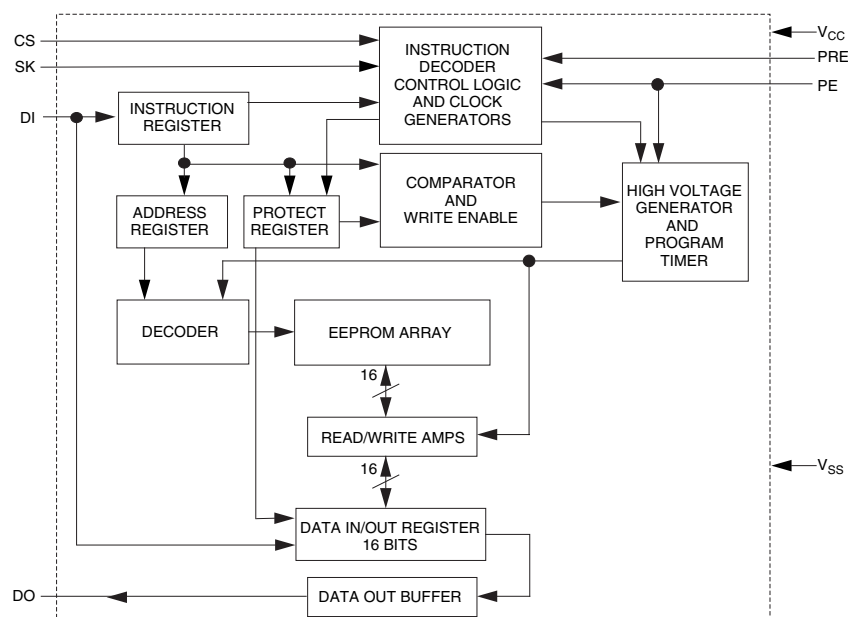 CS
SK
DI
INSTRUCTION
REGISTER
INSTRUCTION
DECODER
CONTROL LOGIC
AND CLOCK
GENERATORS
VCC
PRE
PE
ADDRESS
REGISTER
PROTECT
REGISTER
COMPARATOR
AND
WRITE ENABLE
HIGH VOLTAGE
GENERATOR
AND
PROGRAM
TIMER
DECODER
EEPROM ARRAY
16
READ/WRITE AMPS
16
VSS
DATA IN/OUT REGISTER
16 BITS
DO
DATA OUT BUFFER